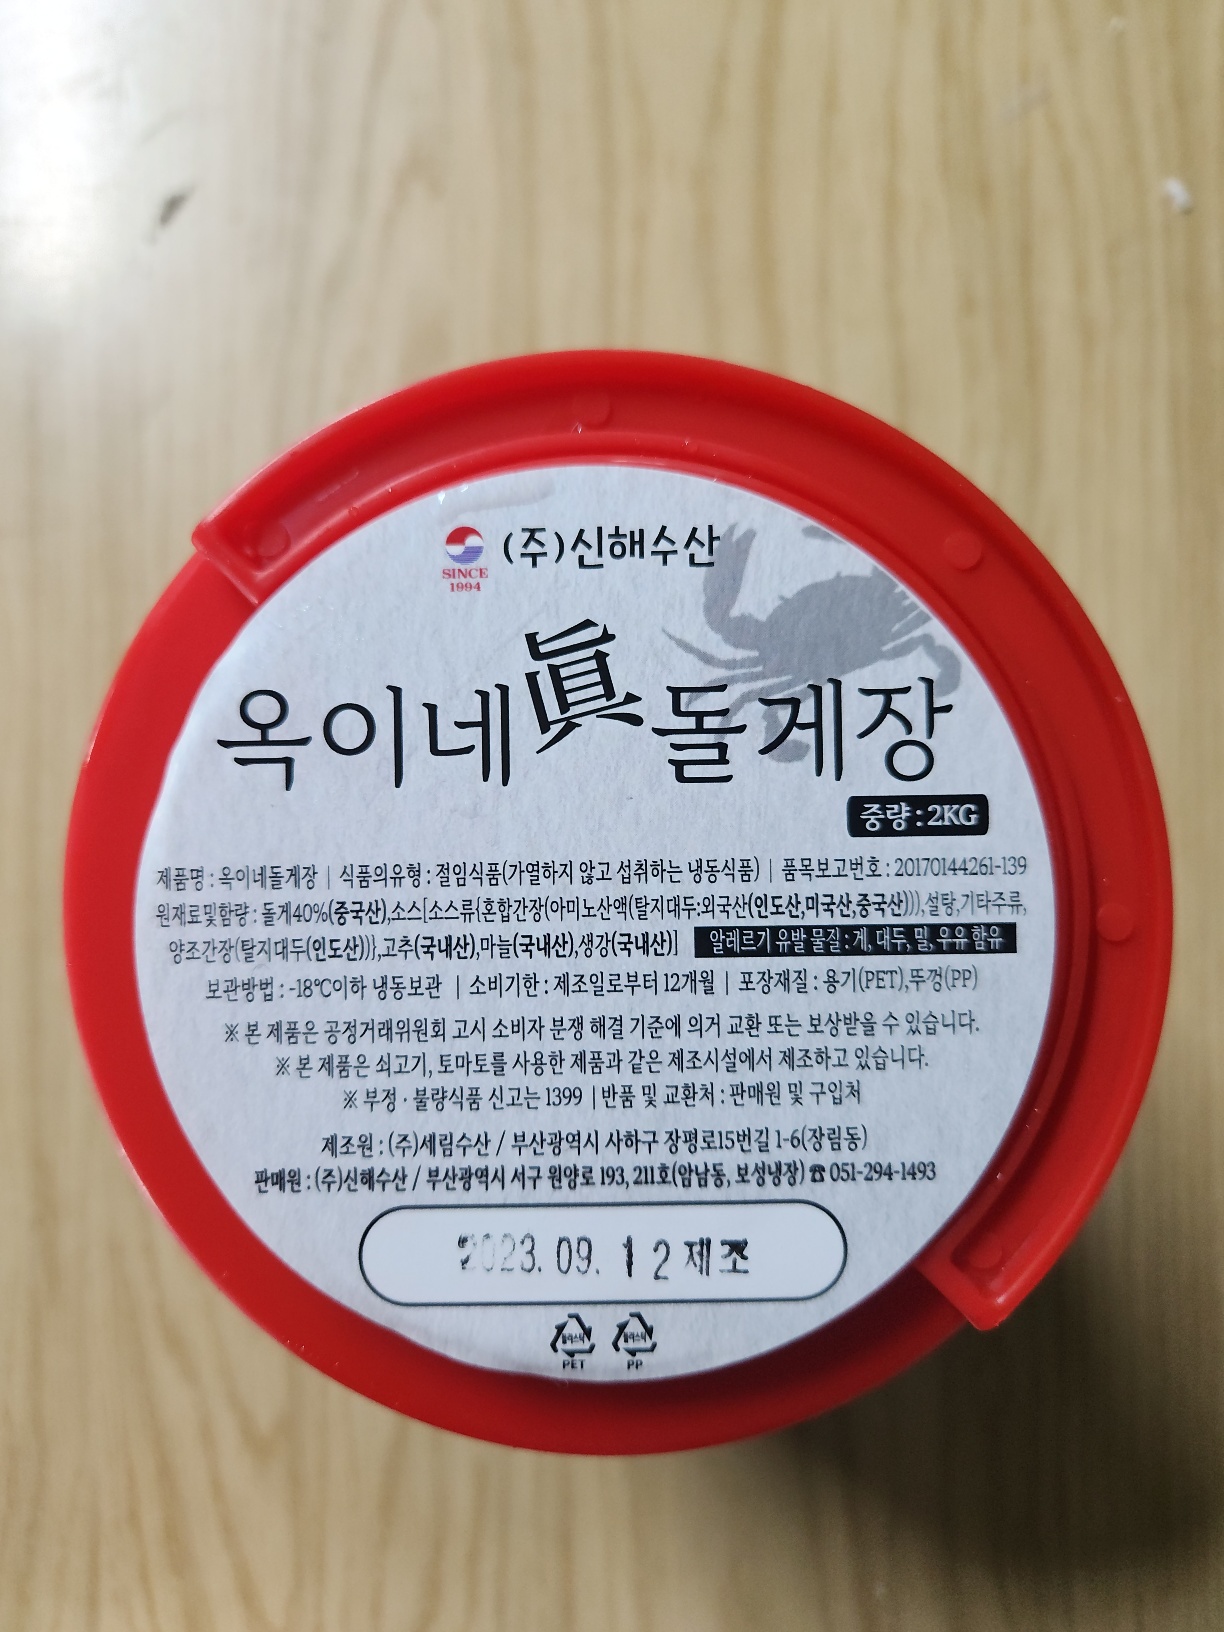 (주)신해수산
SINCE
1994
옥이네眞돌게장
중량 : 2KG
제품명 : 옥이네돌게장 | 식품의유형 : 절임식품(가열하지 않고 섭취하는 냉동식품) | 품목보고번호 : 20170144261-139
원재료및함량 : 돌게40%(중국산),소스[소스류{혼합간장(아미노산액(탈지대두:외국산(인도산,미국산,중국산))),설탕,기타주류,
양조간장(탈지대두(인도산))},고추(국내산),마늘(국내산),생강(국내산)] 알레르기 유발 물질 : 게, 대두, 밀, 우유 함유
보관방법 : -18℃이하 냉동보관 | 소비기한 : 제조일로부터 12개월 | 포장재질 : 용기(PET),뚜껑(PP)
※ 본 제품은 공정거래위원회 고시 소비자 분쟁 해결 기준에 의거 교환 또는 보상받을 수 있습니다.
※ 본 제품은 쇠고기, 토마토를 사용한 제품과 같은 제조시설에서 제조하고 있습니다.
※ 부정 · 불량식품 신고는 1399 | 반품 및 교환처 : 판매원 및 구입처
제조원 : (주)세림수산 / 부산광역시 사하구 장평로15번길 1-6(장림동)
판매원 : (주)신해수산 / 부산광역시 서구 원양로 193, 211호(암남동, 보성냉장) ☎ 051-294-1493
2023. 09. 12 제조
플라스틱 플라스틱
PET PP